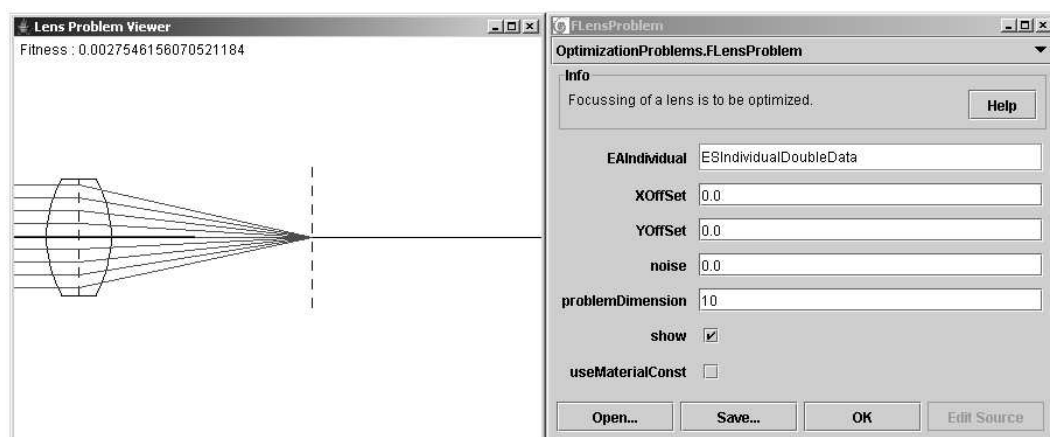 Lens Problem Viewer
Fitness : 0.0027546156070521184
FLensProblem
OptimizationProblems.FLensProblem
Info
Focussing of a lens is to be optimized.
Help
EAIndividual ESIndividualDoubleData
XOffSet 0.0
YOffSet 0.0
noise 0.0
problemDimension 10
show
useMaterialConst
Open... Save... OK Edit Source